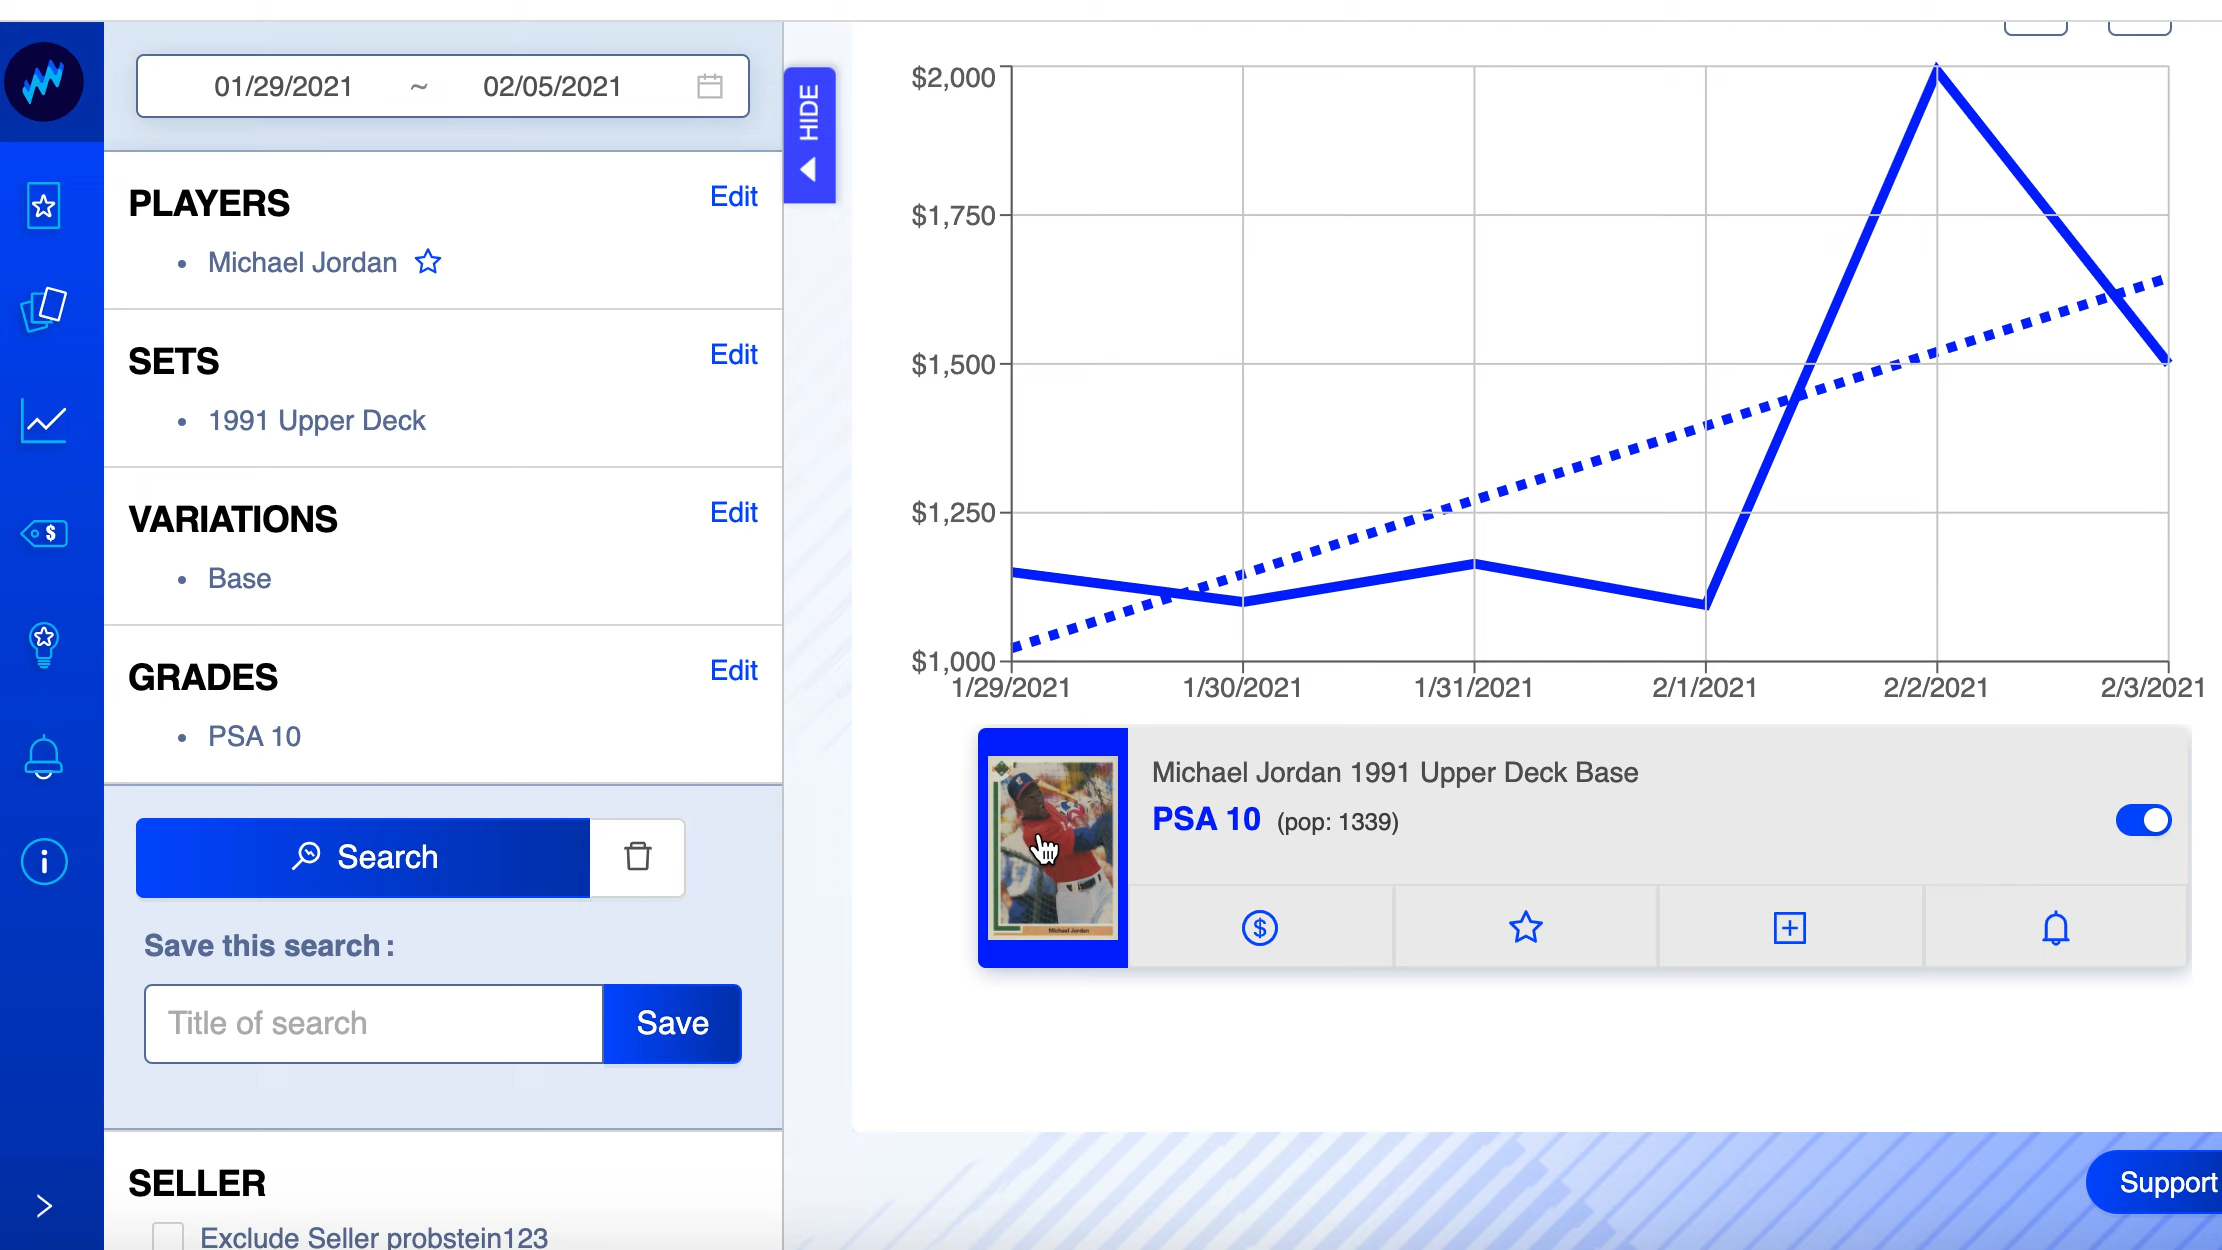 01/29/2021 ~ 02/05/2021
HIDE
PLAYERS Edit
Michael Jordan
SETS Edit
1991 Upper Deck
VARIATIONS Edit
Base
GRADES Edit
PSA 10
Search
Save this search :
Title of search Save
SELLER
Exclude Seller probstein123
$2,000
$1,750
$1,500
$1,250
$1,000
1/29/2021 1/30/2021 1/31/2021 2/1/2021 2/2/2021 2/3/2021
Michael Jordan 1991 Upper Deck Base
PSA 10 (pop: 1339)
Michael Jordan
Support